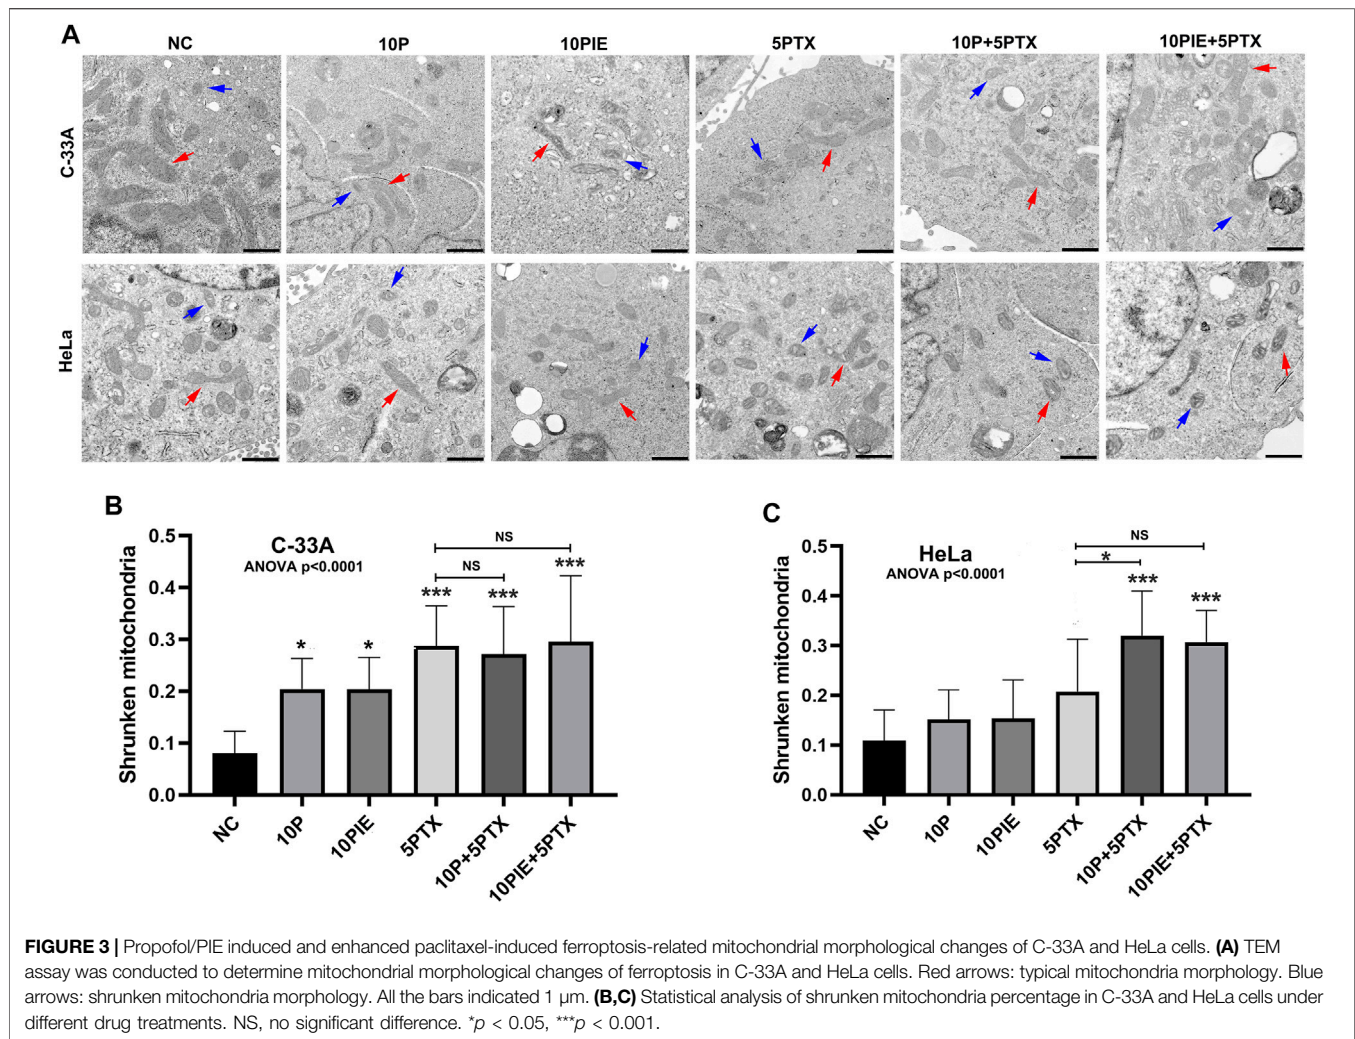 A
NC
10P
10PIE
5PTX
10P+5PTX
10PIE+5PTX
C-33A
HeLa
B
C-33A
ANOVA p<0.0001
Shrunken mitochondria
0.5
0.4
0.3
0.2
0.1
0.0
*
*
***
***
***
NS
NS
NC
10P
10PIE
5PTX
10P+5PTX
10PIE+5PTX
C
HeLa
ANOVA p<0.0001
Shrunken mitochondria
0.5
0.4
0.3
0.2
0.1
0.0
NS
*
***
***
NC
10P
10PIE
5PTX
10P+5PTX
10PIE+5PTX
FIGURE 3 | Propofol/PIE induced and enhanced paclitaxel-induced ferroptosis-related mitochondrial morphological changes of C-33A and HeLa cells. (A) TEM
assay was conducted to determine mitochondrial morphological changes of ferroptosis in C-33A and HeLa cells. Red arrows: typical mitochondria morphology. Blue
arrows: shrunken mitochondria morphology. All the bars indicated 1 μm. (B,C) Statistical analysis of shrunken mitochondria percentage in C-33A and HeLa cells under
different drug treatments. NS, no significant difference. *p < 0.05, ***p < 0.001.